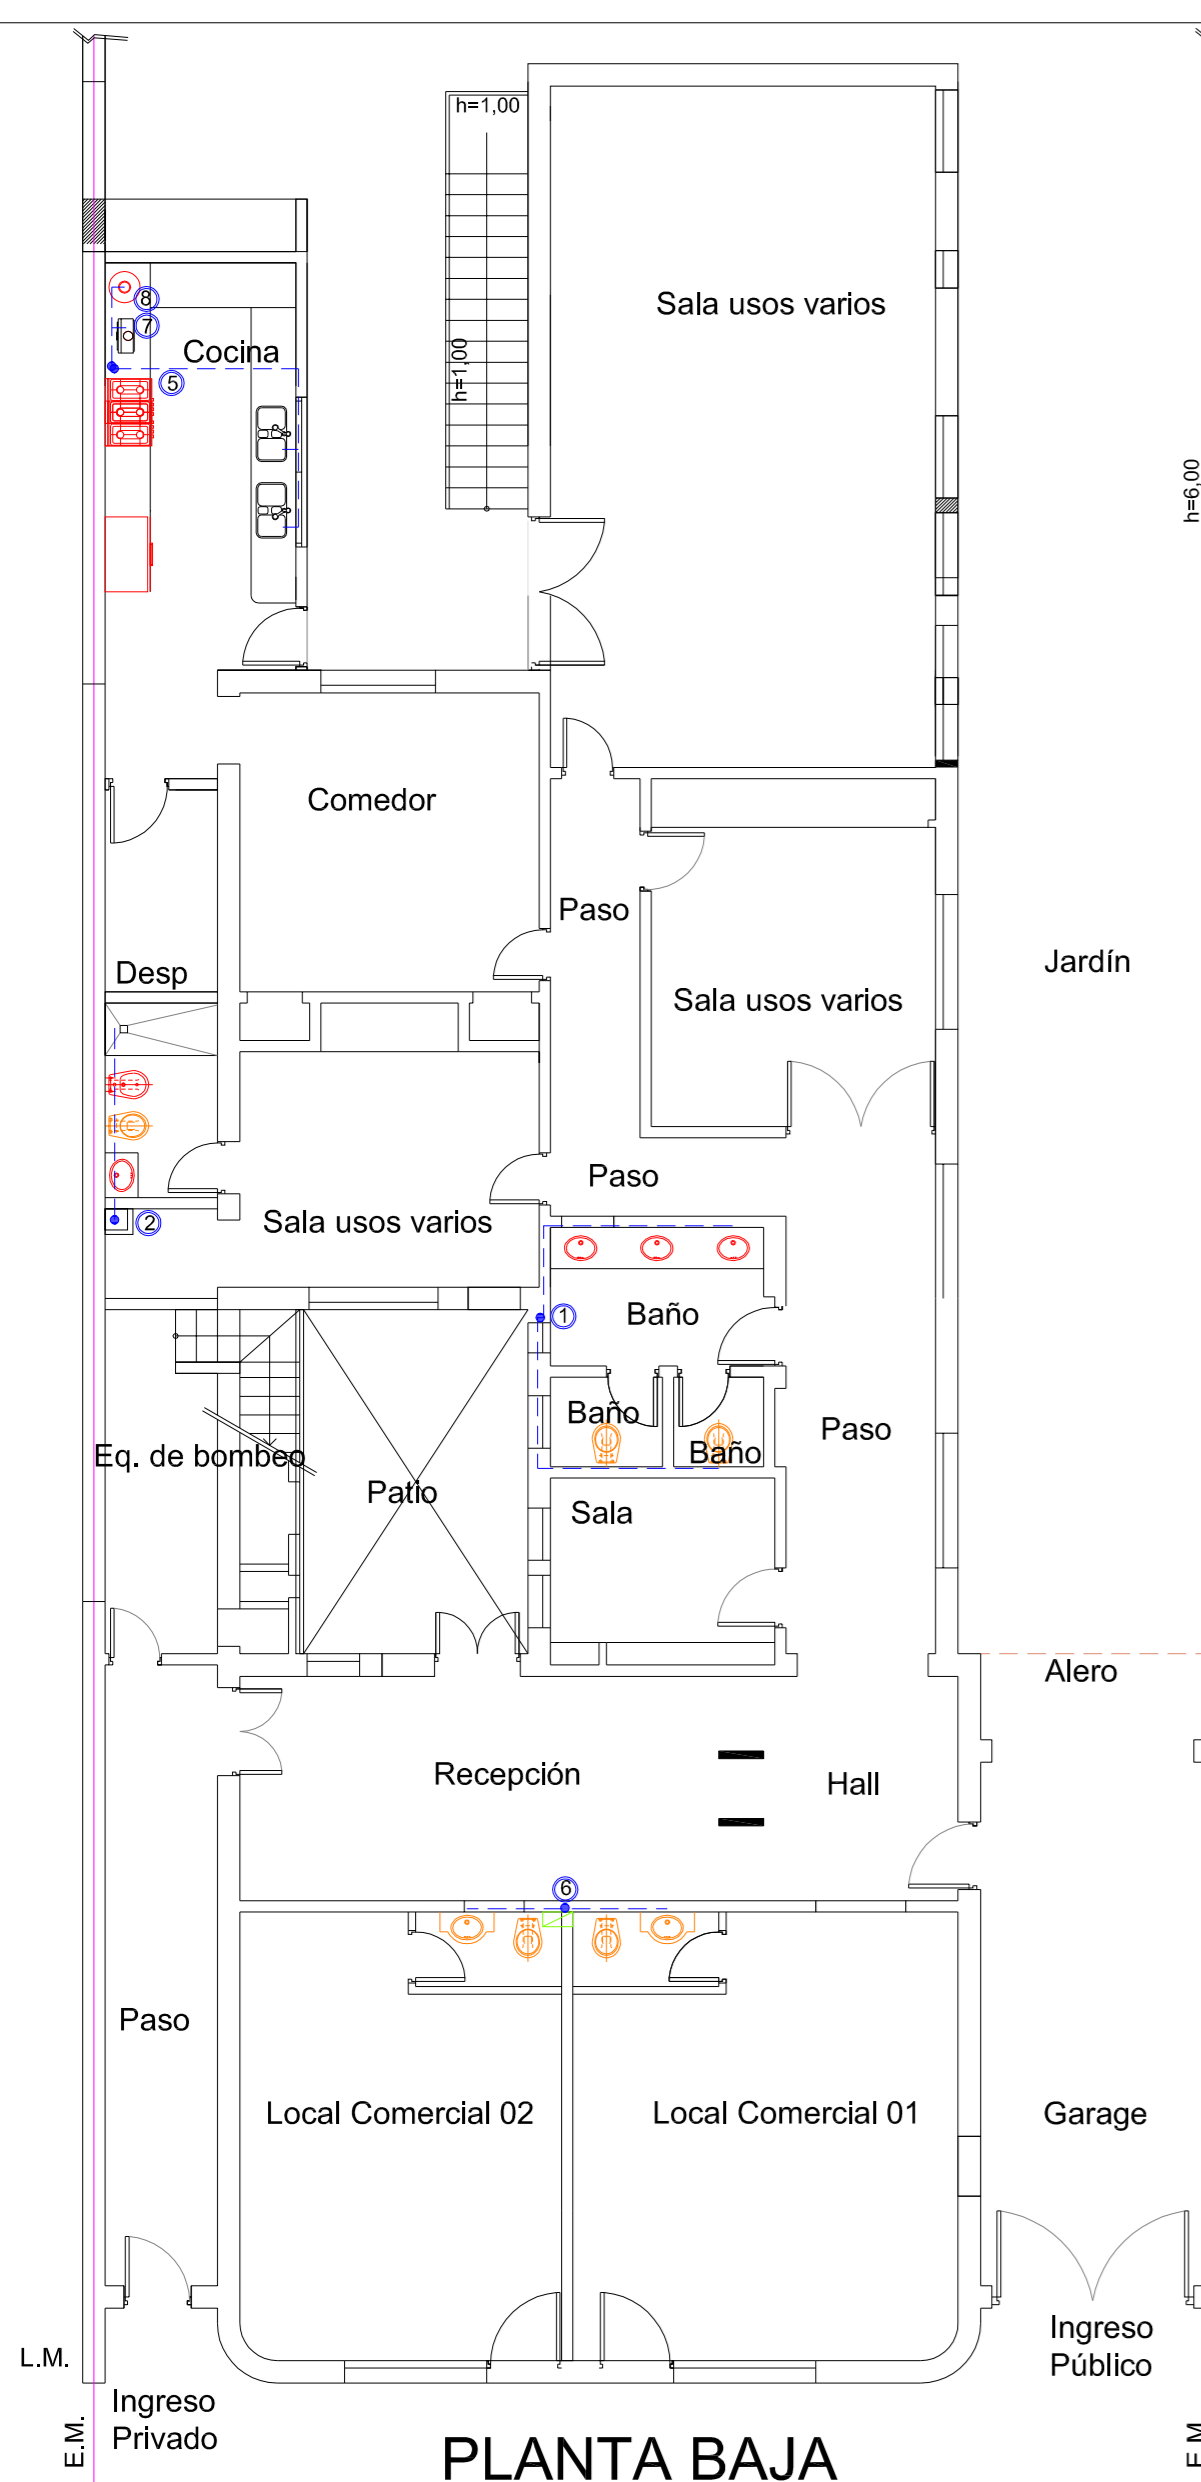 h=1,00
Sala usos varios
8
7
Cocina
5
h=1,00
h=6,00
Comedor
Paso
Jardín
Desp
Sala usos varios
Paso
2
Sala usos varios
1
Baño
Baño
Baño
Paso
Eq. de bombeo
Patio
Sala
Alero
Recepción
Hall
6
Paso
Local Comercial 02
Local Comercial 01
Garage
Ingreso
Público
L.M.
Ingreso
Privado
E.M.
E.M.
PLANTA BAJA